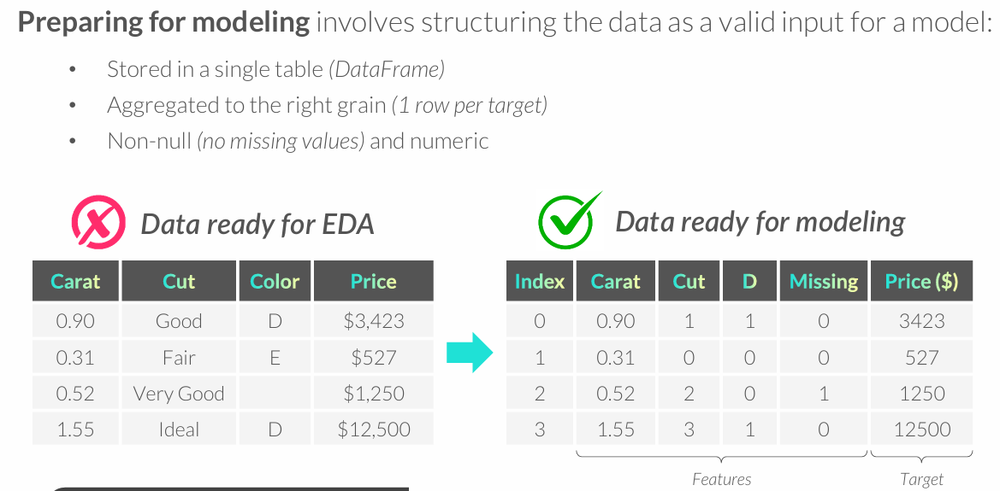 Preparing for modeling involves structuring the data as a valid input for a model:
• Stored in a single table (DataFrame)
• Aggregated to the right grain (1 row per target)
• Non-null (no missing values) and numeric
Data ready for EDA
Carat Cut Color Price
0.90 Good D $3,423
0.31 Fair E $527
0.52 Very Good $1,250
1.55 Ideal D $12,500
Data ready for modeling
Index Carat Cut D Missing Price ($)
0 0.90 1 1 0 3423
1 0.31 0 0 0 527
2 0.52 2 0 1 1250
3 1.55 3 1 0 12500
Features Target